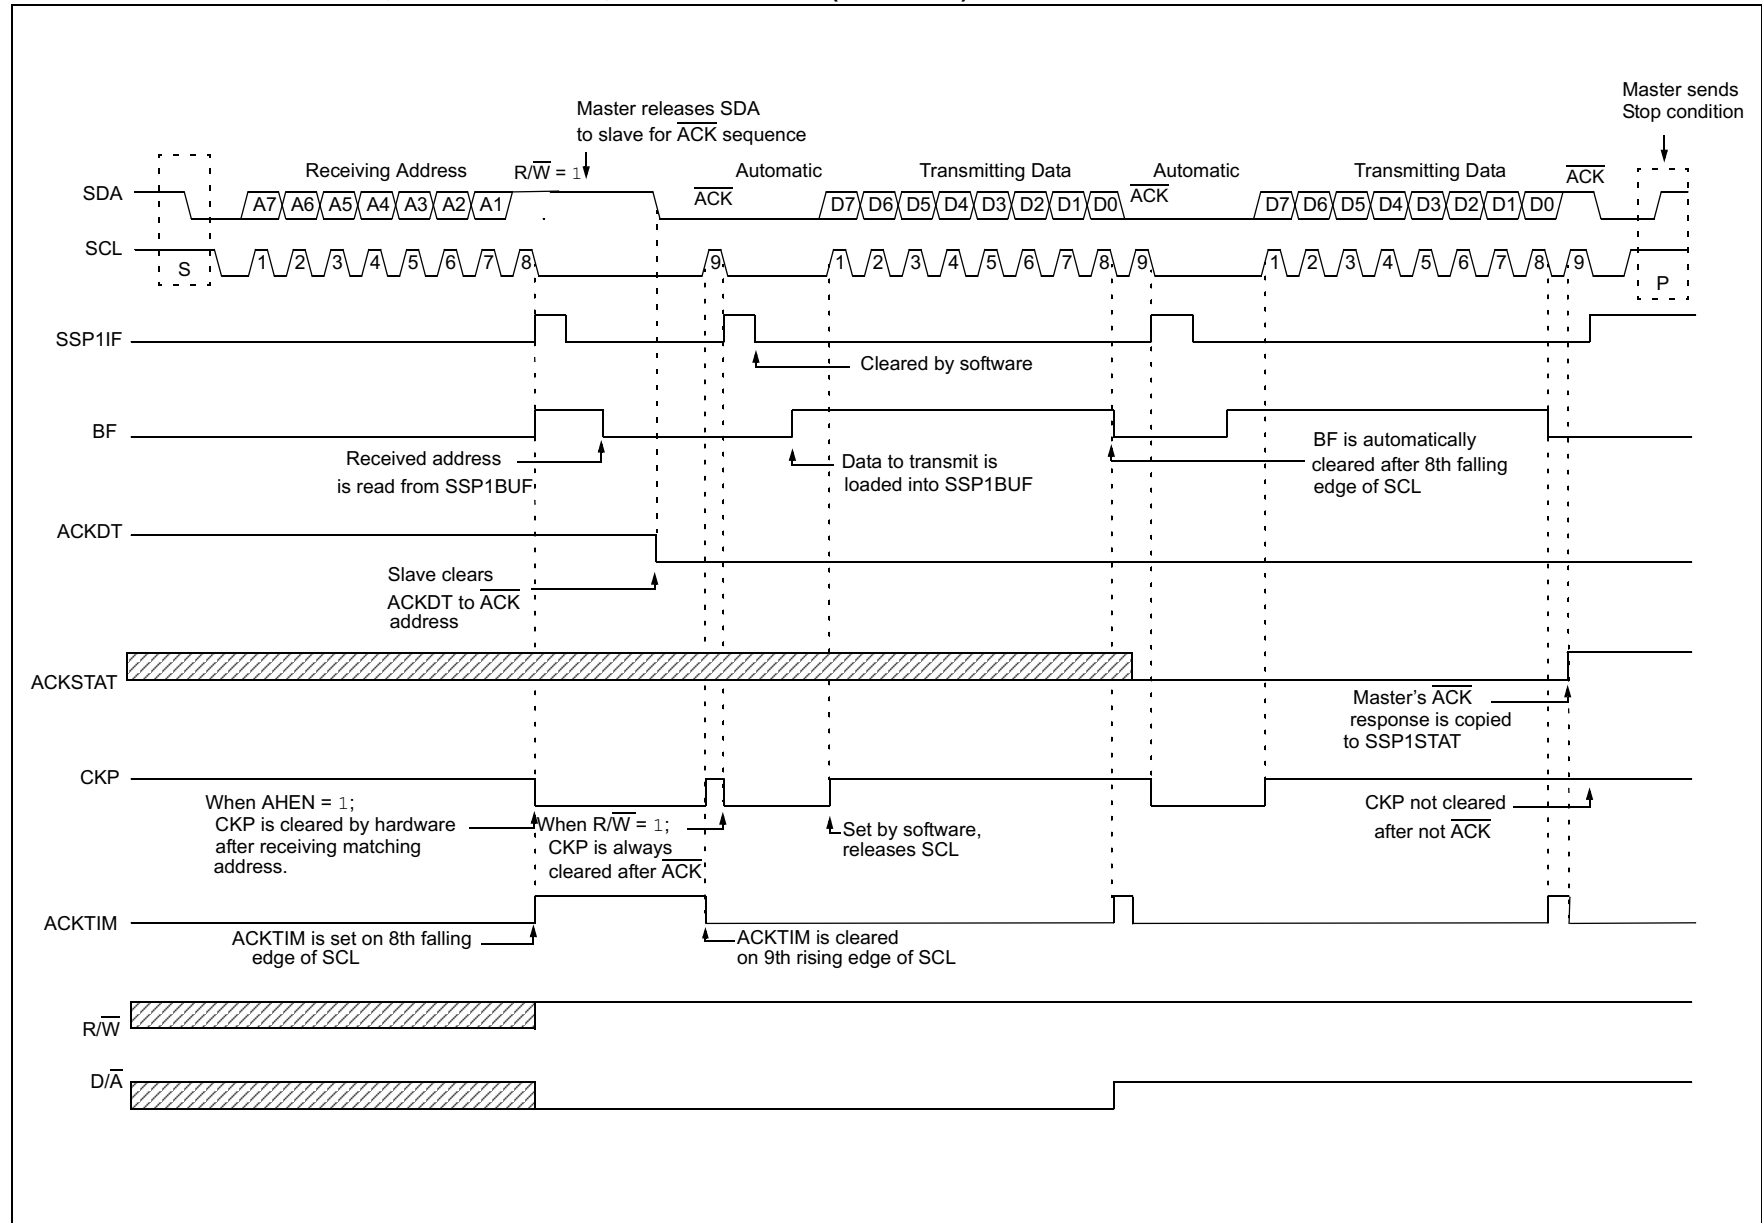 Master releases SDA
to slave for ACK sequence
Master sends
Stop condition
Receiving Address
R/W = 1
Automatic
Transmitting Data
Automatic
Transmitting Data
ACK
SDA
A7 A6 A5 A4 A3 A2 A1
ACK
D7 D6 D5 D4 D3 D2 D1 D0
ACK
D7 D6 D5 D4 D3 D2 D1 D0
SCL
S
1 2 3 4 5 6 7 8 9
1 2 3 4 5 6 7 8 9
1 2 3 4 5 6 7 8 9
P
SSP1IF
Cleared by software
BF
Received address
is read from SSP1BUF
Data to transmit is
loaded into SSP1BUF
BF is automatically
cleared after 8th falling
edge of SCL
ACKDT
Slave clears
ACKDT to ACK
address
ACKSTAT
Master's ACK
response is copied
to SSP1STAT
CKP
When AHEN = 1;
CKP is cleared by hardware
after receiving matching
address.
When R/W = 1;
CKP is always
cleared after ACK
Set by software,
releases SCL
CKP not cleared
after not ACK
ACKTIM
ACKTIM is set on 8th falling
edge of SCL
ACKTIM is cleared
on 9th rising edge of SCL
R/W
D/A